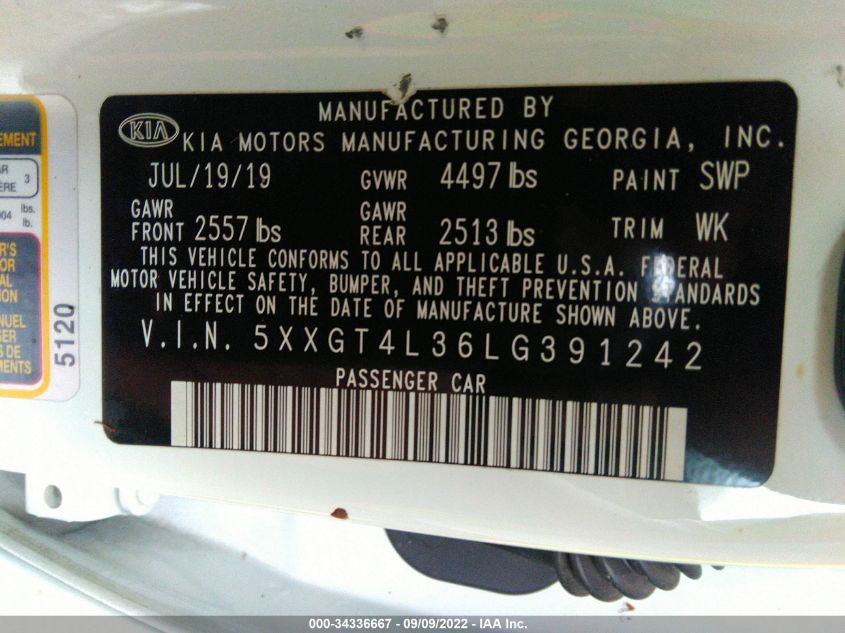 MANUFACTURED BY
KIA KIA MOTORS MANUFACTURING GEORGIA, INC.
JUL/19/19 GVWR 4497 lbs PAINT SWP
GAWR FRONT 2557 lbs GAWR REAR 2513 lbs TRIM WK
THIS VEHICLE CONFORMS TO ALL APPLICABLE U.S.A. FEDERAL
MOTOR VEHICLE SAFETY, BUMPER, AND THEFT PREVENTION STANDARDS
IN EFFECT ON THE DATE OF MANUFACTURE SHOWN ABOVE.
V.I.N. 5XXGT4L36LG391242
PASSENGER CAR
3
lbs.
lb.
5120
000-34336667 - 09/09/2022 - IAA Inc.